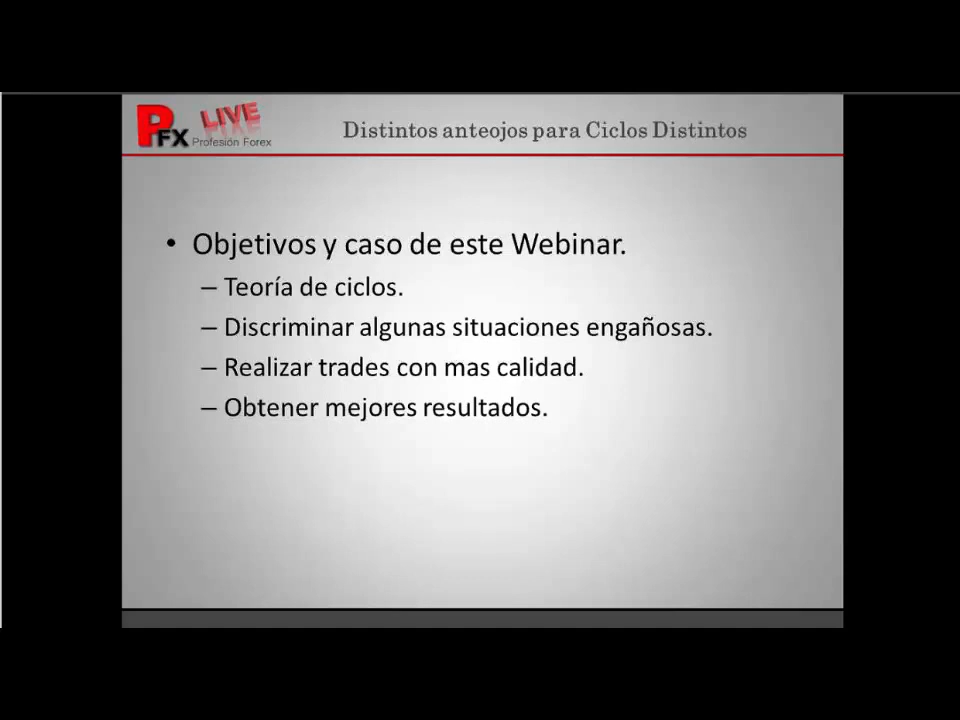 PFX LIVE
Profesión Forex
Distintos anteojos para Ciclos Distintos
• Objetivos y caso de este Webinar.
– Teoría de ciclos.
– Discriminar algunas situaciones engañosas.
– Realizar trades con mas calidad.
– Obtener mejores resultados.